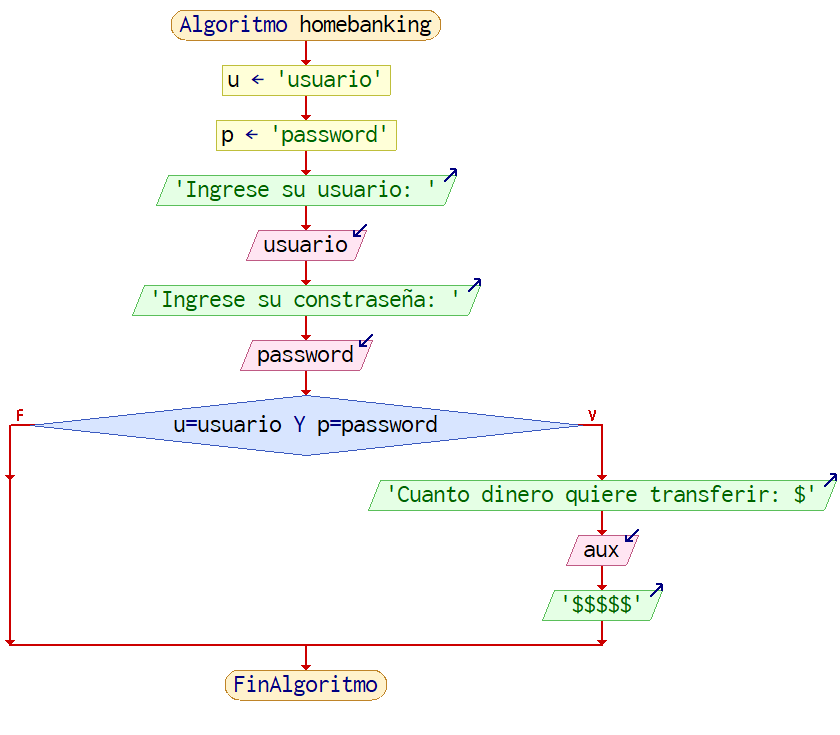 Algoritmo homebanking
u ← 'usuario'
p ← 'password'
'Ingrese su usuario: '
usuario
'Ingrese su constraseña: '
password
F
V
u=usuario Y p=password
'Cuanto dinero quiere transferir: $'
aux
'$$$$$'
FinAlgoritmo